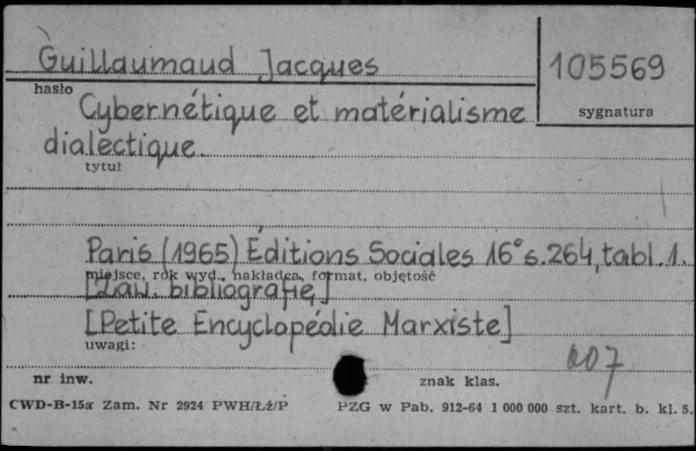 Guillaumaud Jacques
105569
hasło
sygnatura
Cybernétique et matérialisme
dialectique.
tytuł
Paris (1965) Éditions Sociales 16° s. 264, tabl. 1.
miejsce, rok wyd., nakładca, format, objętość
[Zaw. bibliografię]
[Petite Encyclopédie Marxiste]
uwagi:
007
nr inw.
znak klas.
CWD-B-15a Zam. Nr 2924 PWH/Łź/P PZG w Pab. 912-64 1 000 000 szt. kart. b. kl. 5.